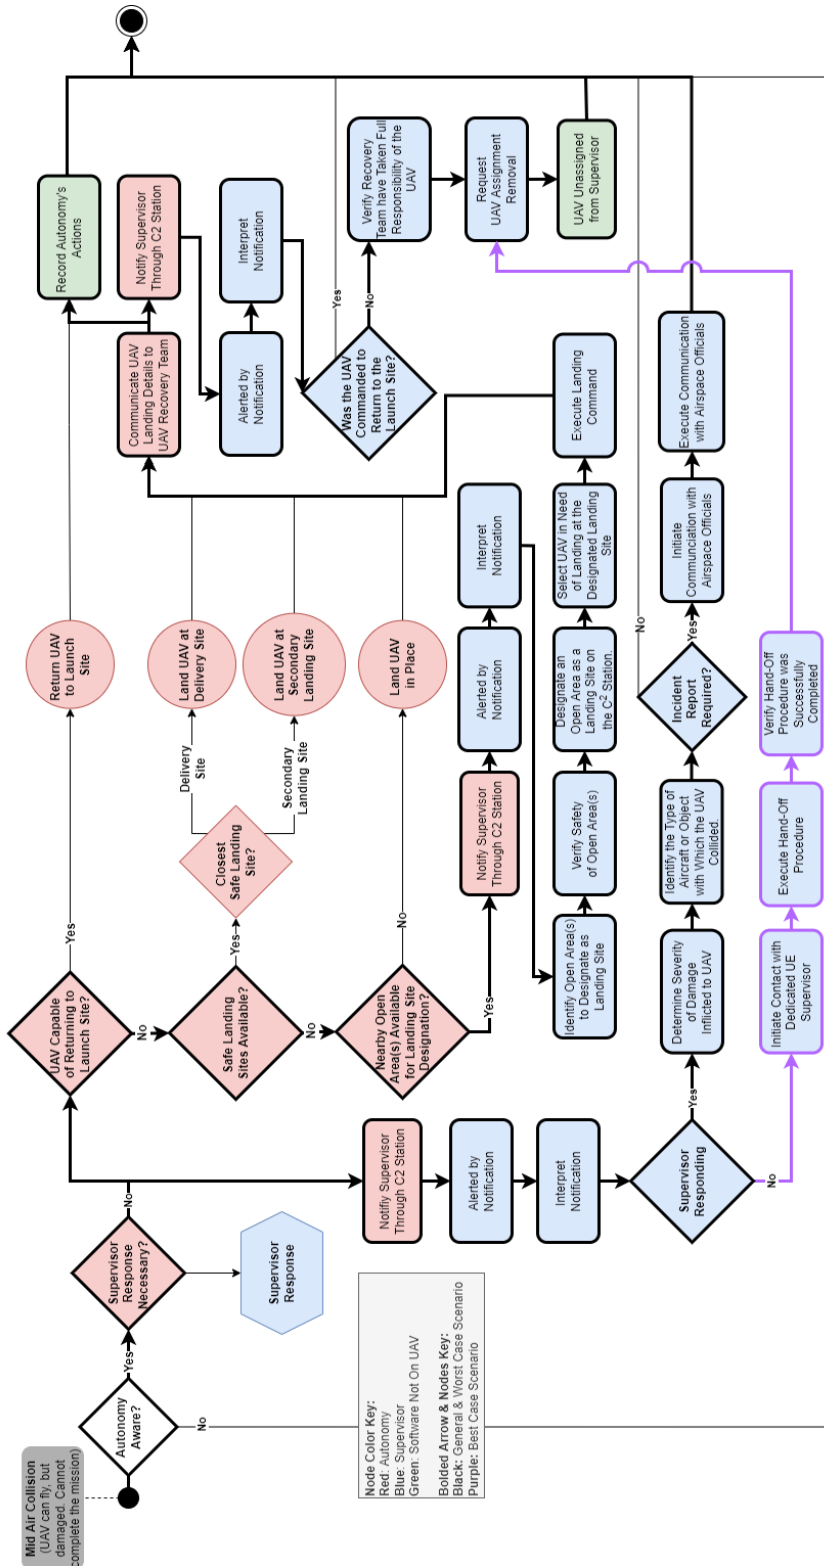 Mid Air Collision
(UAV can fly, but
damaged. Cannot
complete the mission)
Autonomy
Aware?
Yes
No
Supervisor
Response
Necessary?
No
Supervisor
Response
Node Color Key:
Red: Autonomy
Blue: Supervisor
Green: Software Not On UAV
Bolded Arrow & Nodes Key:
Black: General & Worst Case Scenario
Purple: Best Case Scenario
UAV Capable
of Returning to
Launch Site?
Yes
No
Return UAV
to Launch
Site
Safe Landing
Sites Available?
Yes
No
Closest
Safe Landing
Site?
Delivery
Site
Secondary
Landing Site
Land UAV at
Delivery Site
Land UAV at
Secondary
Landing Site
Nearby Open
Area(s) Available
for Landing Site
Designation?
No
Yes
Land UAV
in Place
Notify Supervisor
Through C2 Station
Alerted by
Notification
Interpret
Notification
Identify Open Area(s)
to Designate as
Landing Site
Verify Safety
of Open Area(s)
Designate an
Open Area as a
Landing Site on
the C2 Station.
Select UAV in Need
of Landing at the
Designated Landing
Site
Execute Landing
Command
Communicate UAV
Landing Details to
UAV Recovery Team
Record Autonomy's
Actions
Notify Supervisor
Through C2 Station
Alerted by
Notification
Interpret
Notification
Was the UAV
Commanded to
Return to the
Launch Site?
Yes
No
Verify Recovery
Team have Taken Full
Responsibility of the
UAV
Request
UAV Assignment
Removal
UAV Unassigned
from Supervisor
Notifiy Supervisor
Through C2 Station
Alerted by
Notification
Interpret
Notification
Supervisor
Responding
Yes
No
Determine Severity
of Damage
Inflicted to UAV
Identify the Type of
Aircraft or Object
with Which the UAV
Collided.
Incident
Report
Required?
No
Yes
Initiate
Communciation with
Airspace Officials
Execute Communication
with Airspace Officials
Initiate Contact with
Dedicated UE
Supervisor
Execute Hand-Off
Procedure
Verify Hand-Off
Procedure was
Successfully
Completed